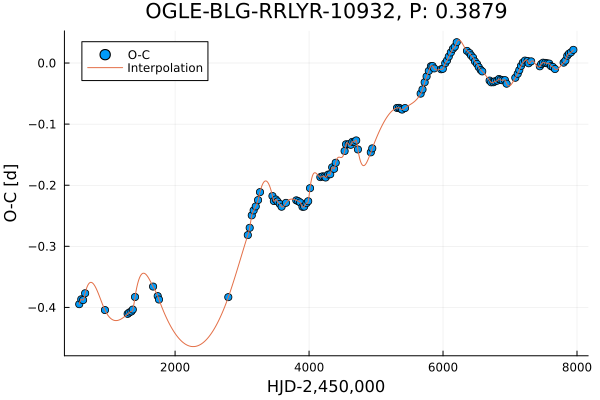 OGLE-BLG-RRLYR-10932, P: 0.3879
O-C
Interpolation
0.0
−0.1
−0.2
−0.3
−0.4
O-C [d]
2000
4000
6000
8000
HJD-2,450,000